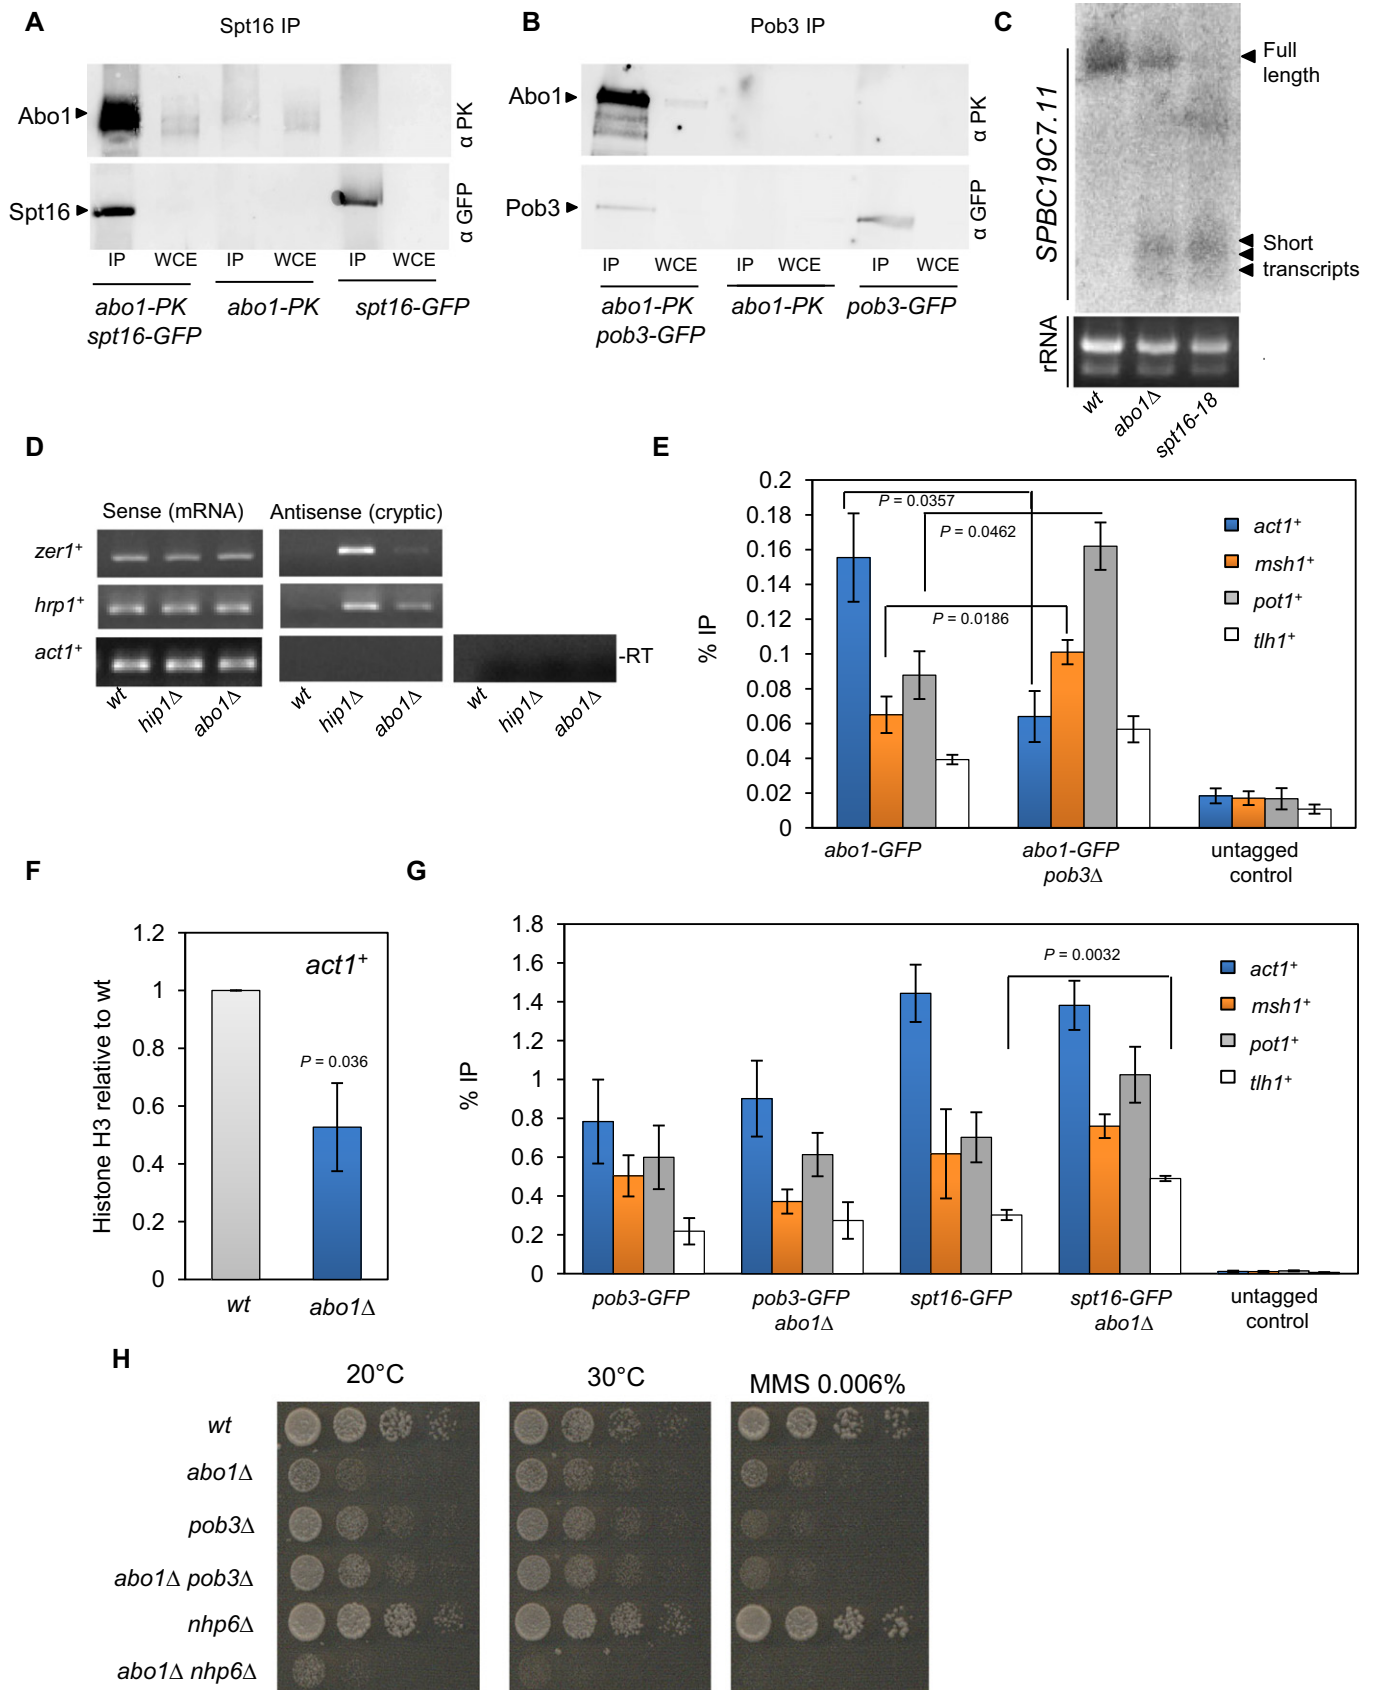 A
Spt16 IP
Abo1
α PK
Spt16
α GFP
IP WCE IP WCE IP WCE
abo1-PK spt16-GFP
abo1-PK
spt16-GFP
B
Pob3 IP
Abo1
α PK
Pob3
α GFP
IP WCE IP WCE IP WCE
abo1-PK pob3-GFP
abo1-PK
pob3-GFP
C
SPBC19C7.11
Full
length
Short
transcripts
rRNA
wt abo1Δ spt16-18
D
Sense (mRNA) Antisense (cryptic)
zer1+
hrp1+
act1+
-RT
wt hip1Δ abo1Δ wt hip1Δ abo1Δ wt hip1Δ abo1Δ
E
% IP
0.2
0.18
0.16
0.14
0.12
0.1
0.08
0.06
0.04
0.02
0
P = 0.0357
P = 0.0462
P = 0.0186
act1+
msh1+
pot1+
tlh1+
abo1-GFP
abo1-GFP
pob3Δ
untagged
control
F
Histone H3 relative to wt
1.2
1
0.8
0.6
0.4
0.2
0
act1+
P = 0.036
wt abo1Δ
G
% IP
1.8
1.6
1.4
1.2
1
0.8
0.6
0.4
0.2
0
P = 0.0032
act1+
msh1+
pot1+
tlh1+
pob3-GFP
pob3-GFP
abo1Δ
spt16-GFP
spt16-GFP
abo1Δ
untagged
control
H
20°C 30°C MMS 0.006%
wt
abo1Δ
pob3Δ
abo1Δ pob3Δ
nhp6Δ
abo1Δ nhp6Δ